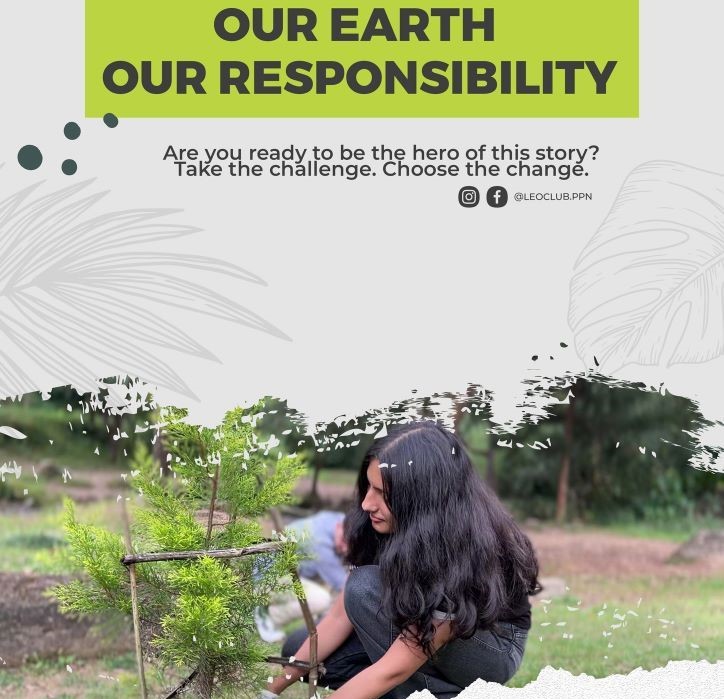 OUR EARTH
OUR RESPONSIBILITY
Are you ready to be the hero of this story?
Take the challenge. Choose the change.
@LEOCLUB.PPN